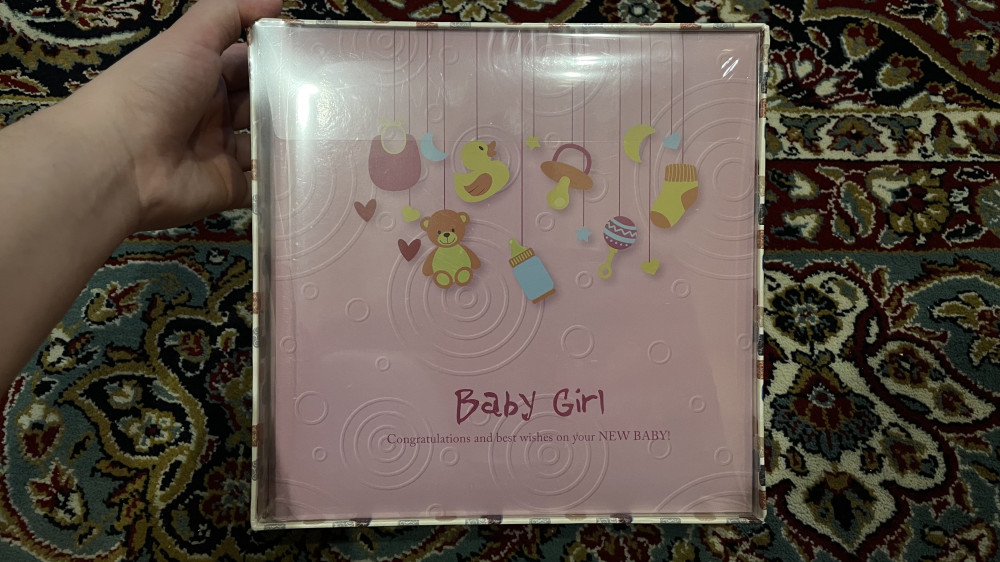 Baby Girl
Congratulations and best wishes on your NEW BABY!